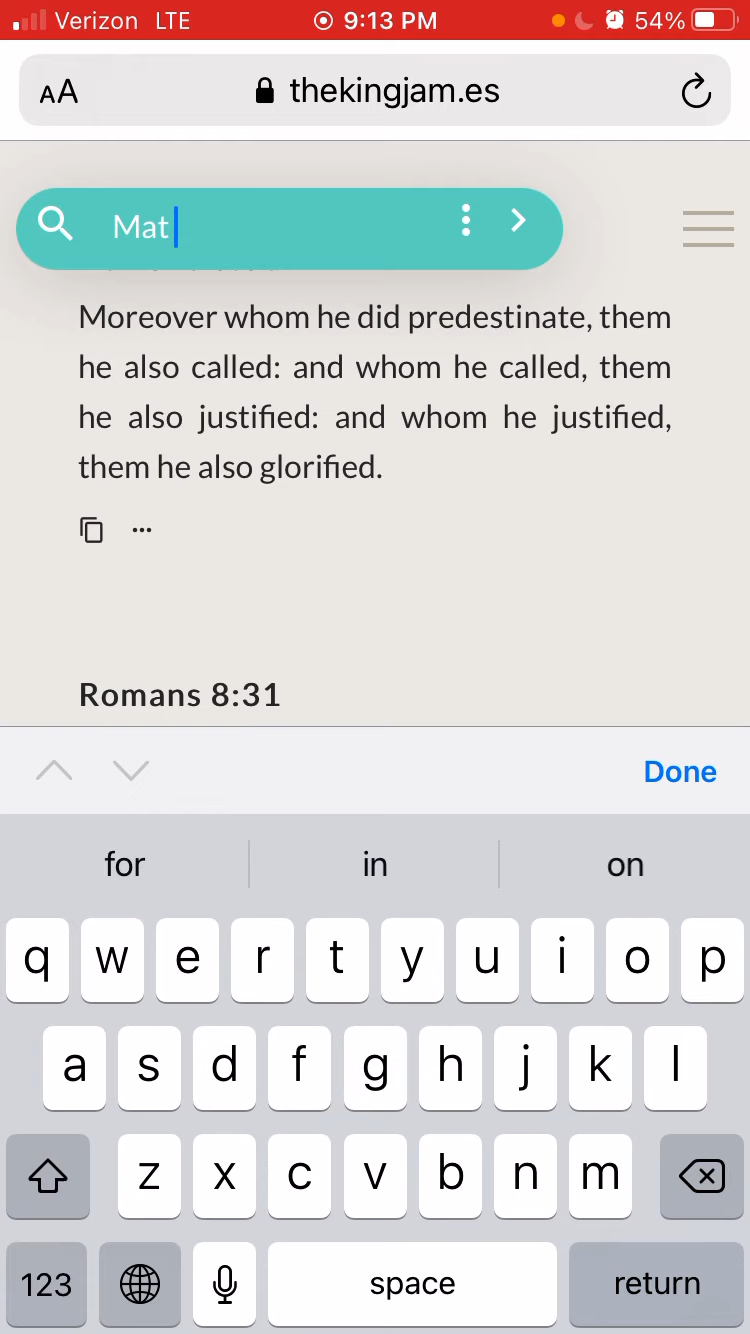 Verizon LTE 9:13 PM 54%
AA thekingjam.es
Mat
Moreover whom he did predestinate, them
he also called: and whom he called, them
he also justified: and whom he justified,
them he also glorified.
Romans 8:31
Done
for in on
q w e r t y u i o p
a s d f g h j k l
z x c v b n m
123 space return